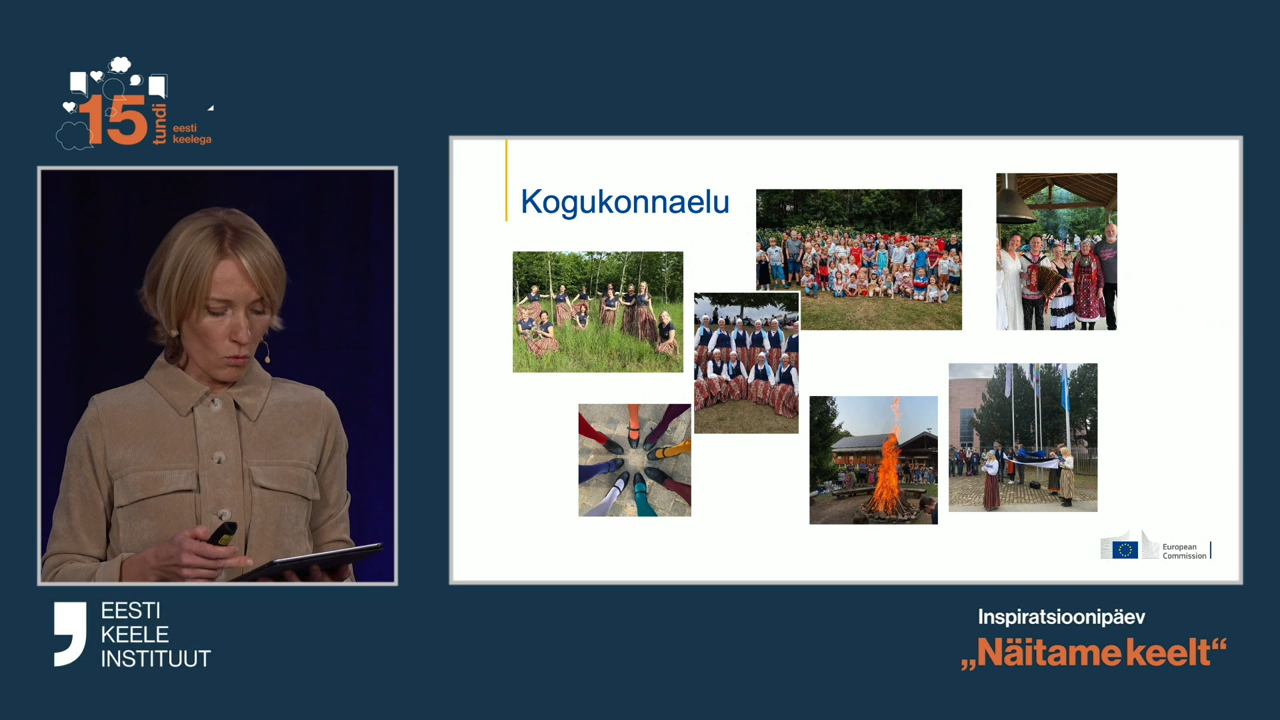 15
tundi
eesti
keelega
Kogukonnaelu
European
Commission
EESTI
KEELE
INSTITUUT
Inspiratsioonipäev
„Näitame keelt“